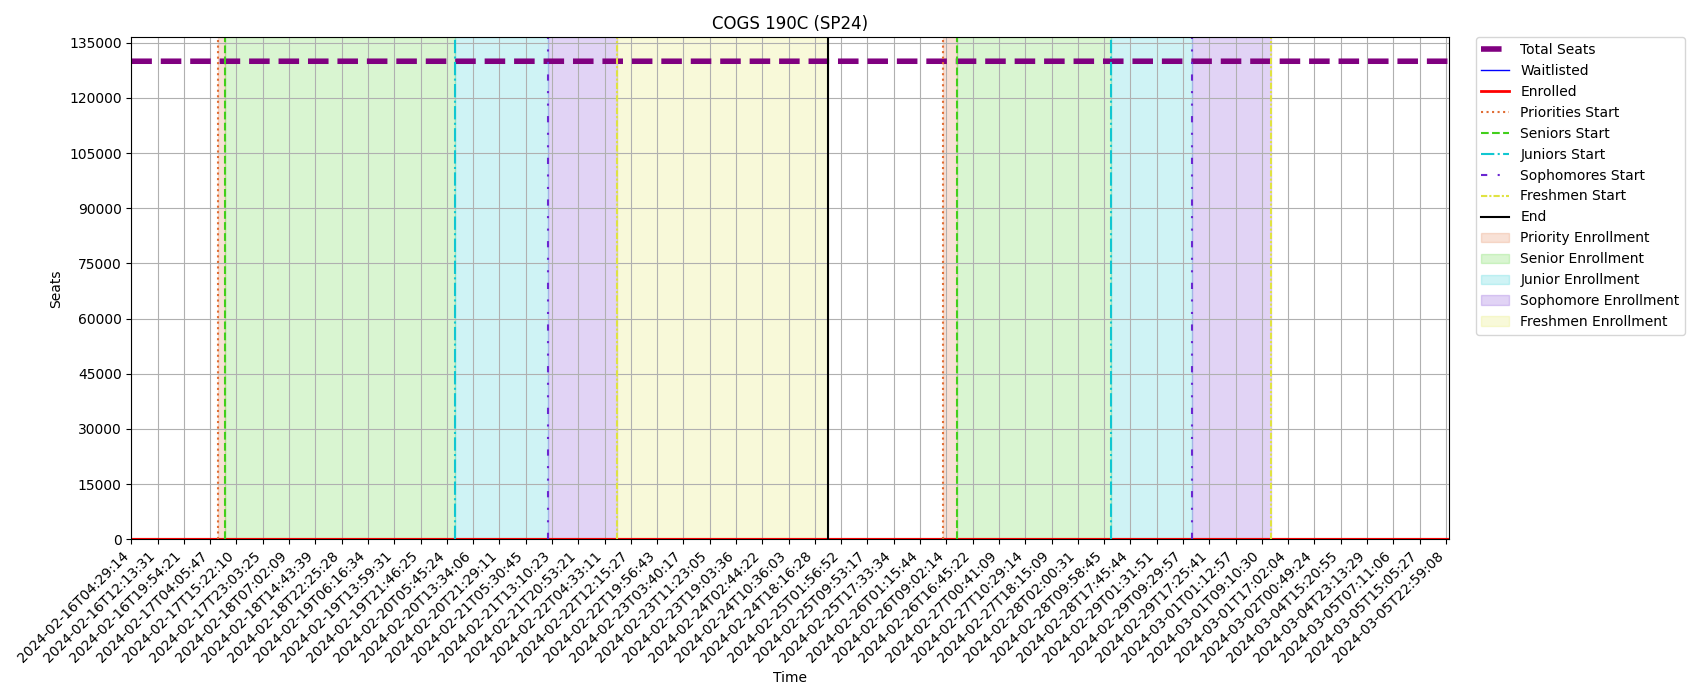 COGS 190C (SP24)
135000
120000
105000
90000
75000
60000
45000
30000
15000
0
Seats
2024-02-16T04:29:14
2024-02-16T12:13:31
2024-02-16T19:54:21
2024-02-17T04:05:47
2024-02-17T15:22:10
2024-02-17T23:03:25
2024-02-18T07:02:09
2024-02-18T14:43:39
2024-02-18T22:25:28
2024-02-19T06:16:34
2024-02-19T13:59:31
2024-02-19T21:46:25
2024-02-20T05:45:24
2024-02-20T13:34:06
2024-02-20T21:29:11
2024-02-21T05:30:45
2024-02-21T13:10:23
2024-02-21T20:53:21
2024-02-22T04:33:11
2024-02-22T12:15:27
2024-02-22T19:56:43
2024-02-23T03:40:17
2024-02-23T11:23:05
2024-02-23T19:03:36
2024-02-24T02:44:22
2024-02-24T10:36:03
2024-02-24T18:16:28
2024-02-25T01:56:52
2024-02-25T09:53:17
2024-02-25T17:33:34
2024-02-26T01:15:44
2024-02-26T09:02:14
2024-02-26T16:45:22
2024-02-27T00:41:09
2024-02-27T10:29:14
2024-02-27T18:15:09
2024-02-28T02:00:31
2024-02-28T09:58:45
2024-02-28T17:45:44
2024-02-29T01:31:51
2024-02-29T09:29:57
2024-02-29T17:25:41
2024-03-01T01:12:57
2024-03-01T09:10:30
2024-03-01T17:02:04
2024-03-02T00:49:24
2024-03-04T15:20:55
2024-03-04T23:13:29
2024-03-05T07:11:06
2024-03-05T15:05:27
2024-03-05T22:59:08
Time
Total Seats
Waitlisted
Enrolled
Priorities Start
Seniors Start
Juniors Start
Sophomores Start
Freshmen Start
End
Priority Enrollment
Senior Enrollment
Junior Enrollment
Sophomore Enrollment
Freshmen Enrollment